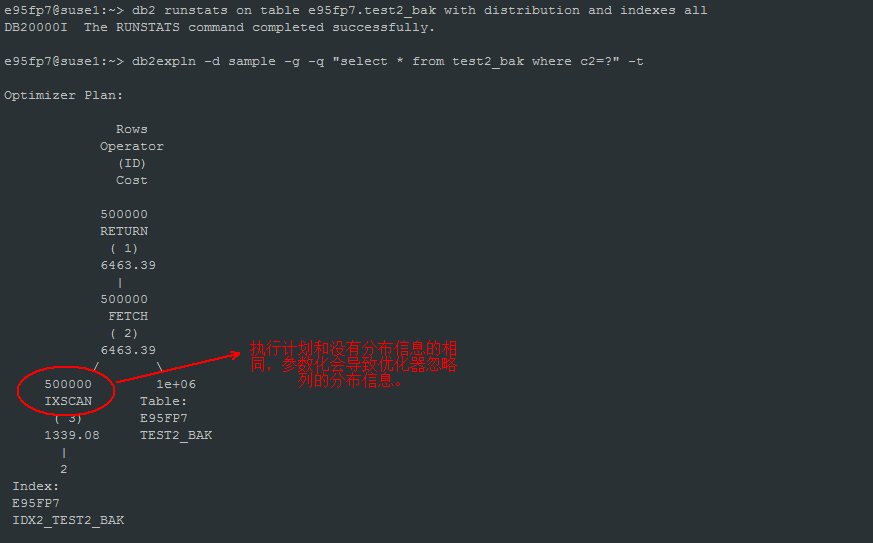 e95fp7@suse1:~> db2 runstats on table e95fp7.test2_bak with distribution and indexes all
DB20000I  The RUNSTATS command completed successfully.
e95fp7@suse1:~> db2expln -d sample -g -q "select * from test2_bak where c2=?" -t
Optimizer Plan:
Rows
Operator
(ID)
Cost
500000
RETURN
( 1)
6463.39
|
500000
FETCH
( 2)
6463.39
/ \
500000 1e+06
IXSCAN Table:
( 3) E95FP7
1339.08 TEST2_BAK
|
2
Index:
E95FP7
IDX2_TEST2_BAK
执行计划和没有分布信息的相
同，参数化会导致优化器忽略
列的分布信息。